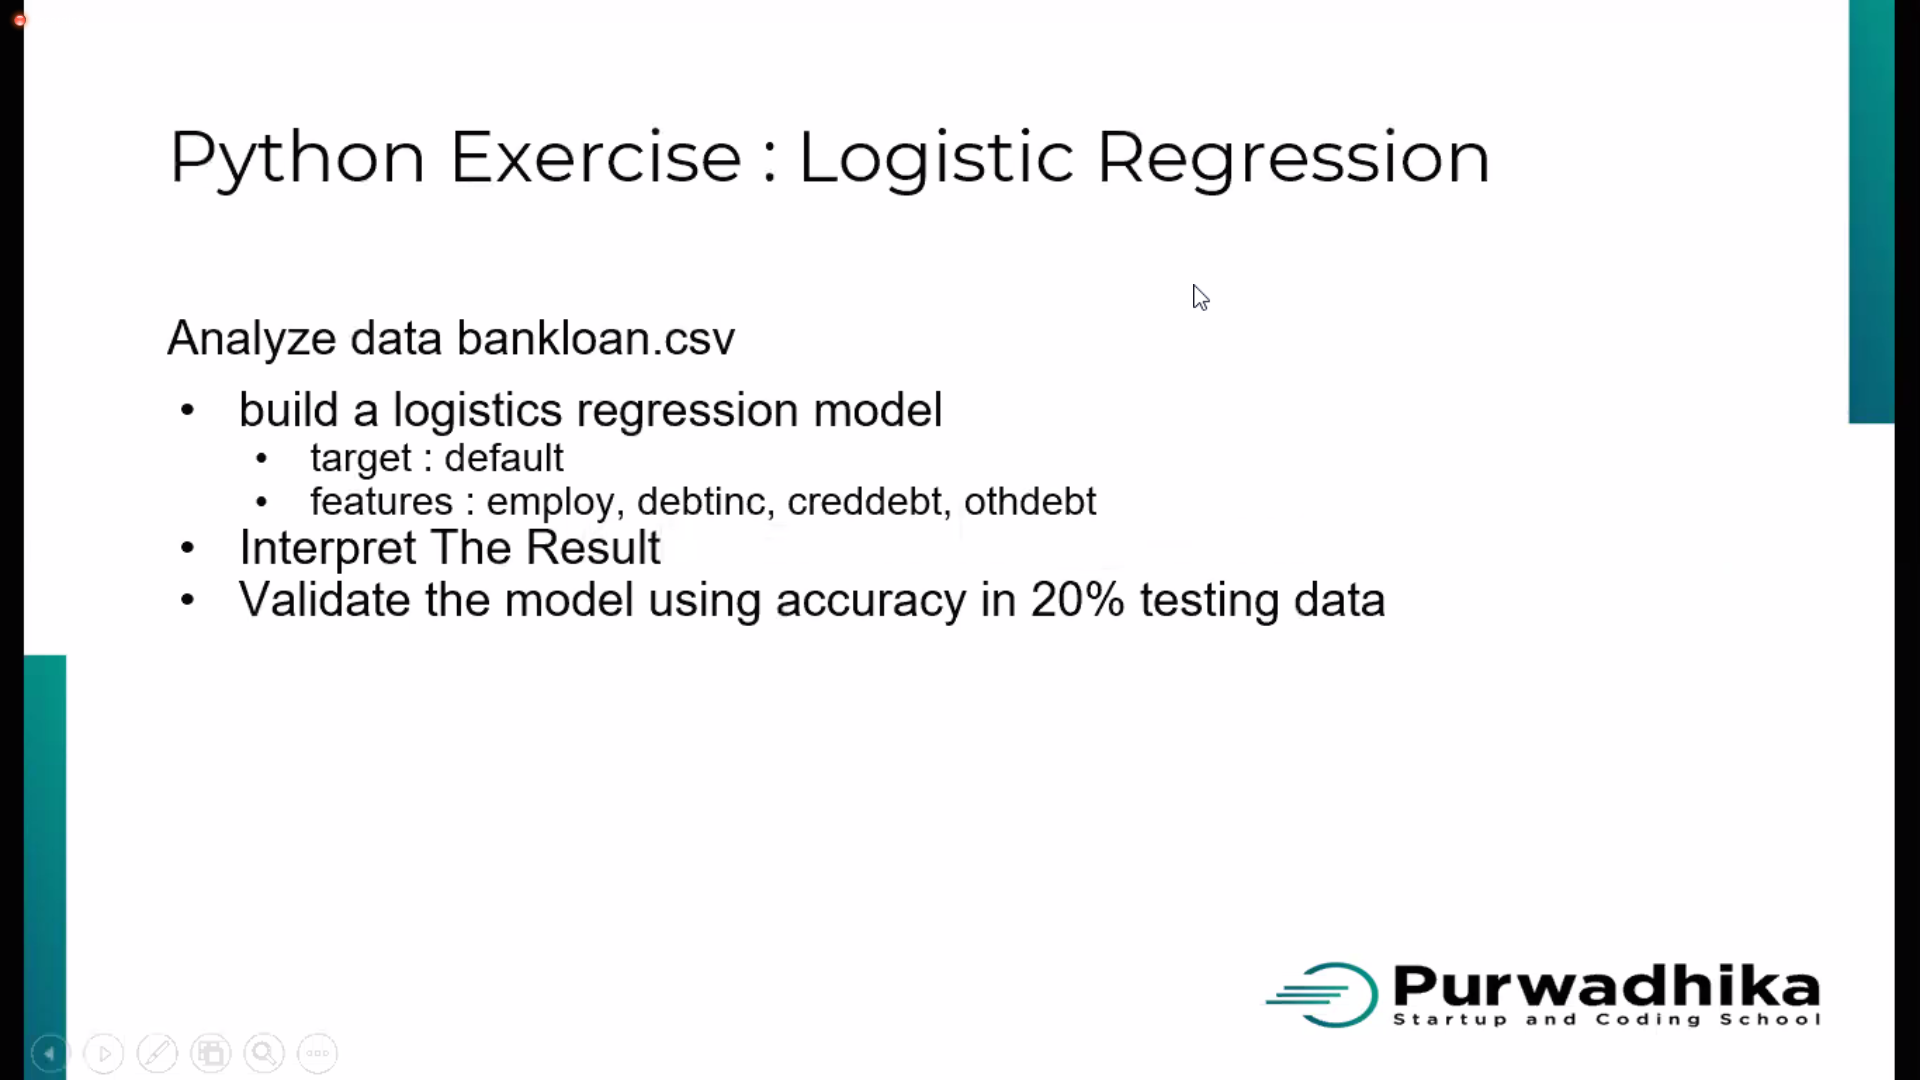 Python Exercise : Logistic Regression
Analyze data bankloan.csv
• build a logistics regression model
• target : default
• features : employ, debtinc, creddebt, othdebt
• Interpret The Result
• Validate the model using accuracy in 20% testing data
Purwadhika
Startup and Coding School